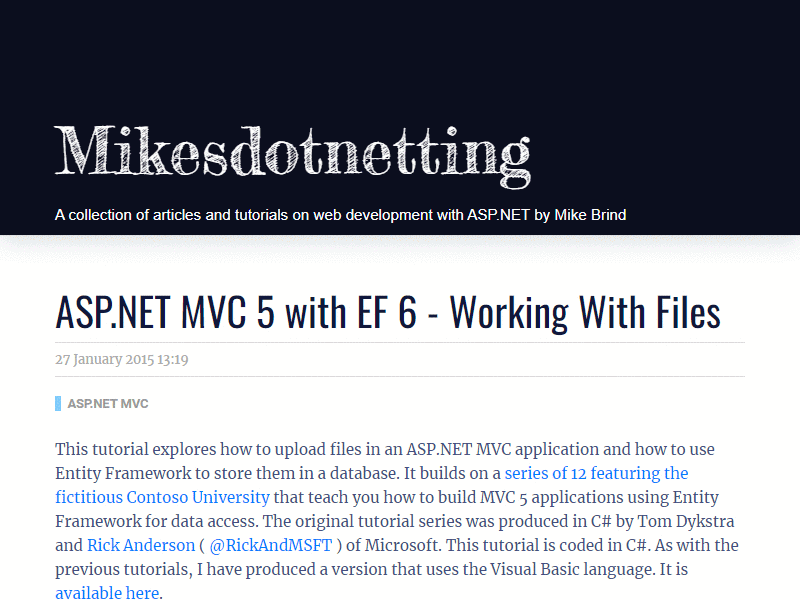 Mikesdotnetting
A collection of articles and tutorials on web development with ASP.NET by Mike Brind
ASP.NET MVC 5 with EF 6 - Working With Files
27 January 2015 13:19
ASP.NET MVC
This tutorial explores how to upload files in an ASP.NET MVC application and how to use
Entity Framework to store them in a database. It builds on a series of 12 featuring the
fictitious Contoso University that teach you how to build MVC 5 applications using Entity
Framework for data access. The original tutorial series was produced in C# by Tom Dykstra
and Rick Anderson ( @RickAndMSFT ) of Microsoft. This tutorial is coded in C#. As with the
previous tutorials, I have produced a version that uses the Visual Basic language. It is
available here.